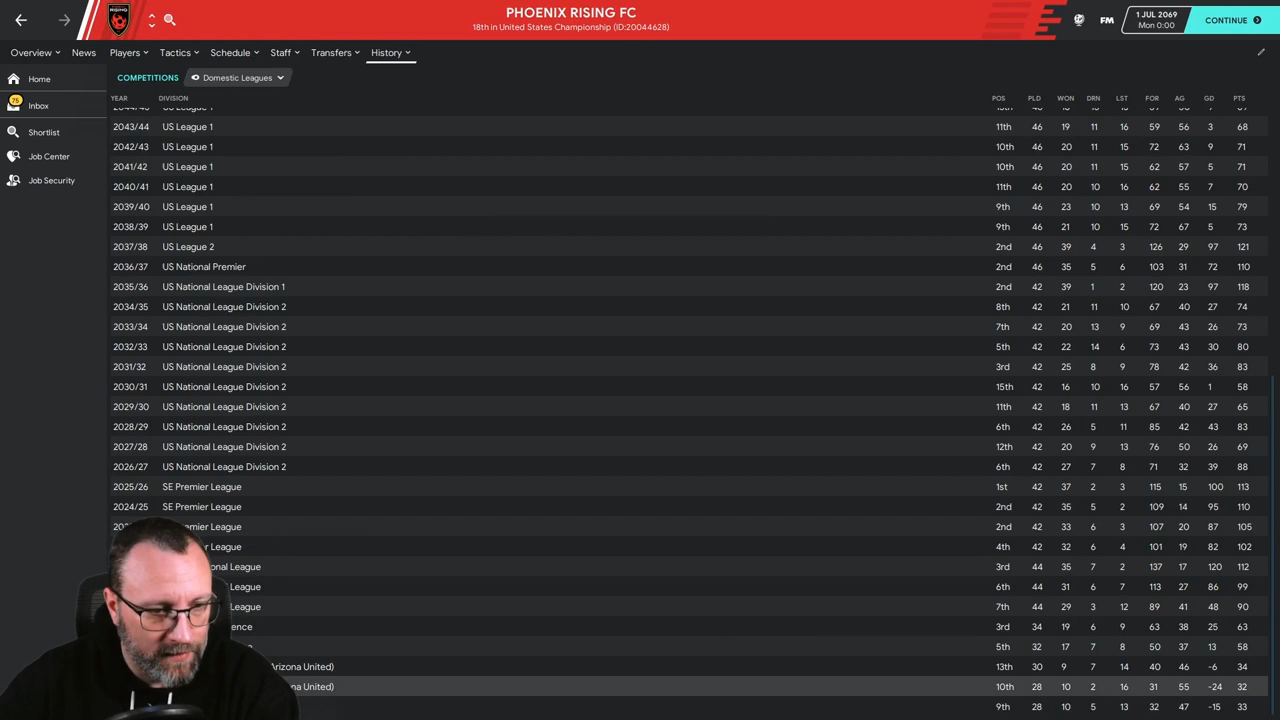 RISING
PHOENIX RISING FC
18th in United States Championship (ID:20044628)
FM
1 JUL 2069
Mon 0:00
CONTINUE
Overview News Players Tactics Schedule Staff Transfers History
Home
75
Inbox
Shortlist
Job Center
Job Security
COMPETITIONS Domestic Leagues
YEAR DIVISION POS PLD WON DRN LST FOR AG GD PTS
2043/44 US League 1 11th 46 19 11 16 59 56 3 68
2042/43 US League 1 10th 46 20 11 15 72 63 9 71
2041/42 US League 1 10th 46 20 11 15 62 57 5 71
2040/41 US League 1 11th 46 20 10 16 62 55 7 70
2039/40 US League 1 9th 46 23 10 13 69 54 15 79
2038/39 US League 1 9th 46 21 10 15 72 67 5 73
2037/38 US League 2 2nd 46 39 4 3 126 29 97 121
2036/37 US National Premier 2nd 46 35 5 6 103 31 72 110
2035/36 US National League Division 1 2nd 42 39 1 2 120 23 97 118
2034/35 US National League Division 2 8th 42 21 11 10 67 40 27 74
2033/34 US National League Division 2 7th 42 20 13 9 69 43 26 73
2032/33 US National League Division 2 5th 42 22 14 6 73 43 30 80
2031/32 US National League Division 2 3rd 42 25 8 9 78 42 36 83
2030/31 US National League Division 2 15th 42 16 10 16 57 56 1 58
2029/30 US National League Division 2 11th 42 18 11 13 67 40 27 65
2028/29 US National League Division 2 6th 42 26 5 11 85 42 43 83
2027/28 US National League Division 2 12th 42 20 9 13 76 50 26 69
2026/27 US National League Division 2 6th 42 27 7 8 71 32 39 88
2025/26 SE Premier League 1st 42 37 2 3 115 15 100 113
2024/25 SE Premier League 2nd 42 35 5 2 109 14 95 110
emier League 2nd 42 33 6 3 107 20 87 105
er League 4th 42 32 6 4 101 19 82 102
onal League 3rd 44 35 7 2 137 17 120 112
League 6th 44 31 6 7 113 27 86 99
League 7th 44 29 3 12 89 41 48 90
ence 3rd 34 19 6 9 63 38 25 63
5th 32 17 7 8 50 37 13 58
Arizona United) 13th 30 9 7 14 40 46 -6 34
ona United) 10th 28 10 2 16 31 55 -24 32
9th 28 10 5 13 32 47 -15 33